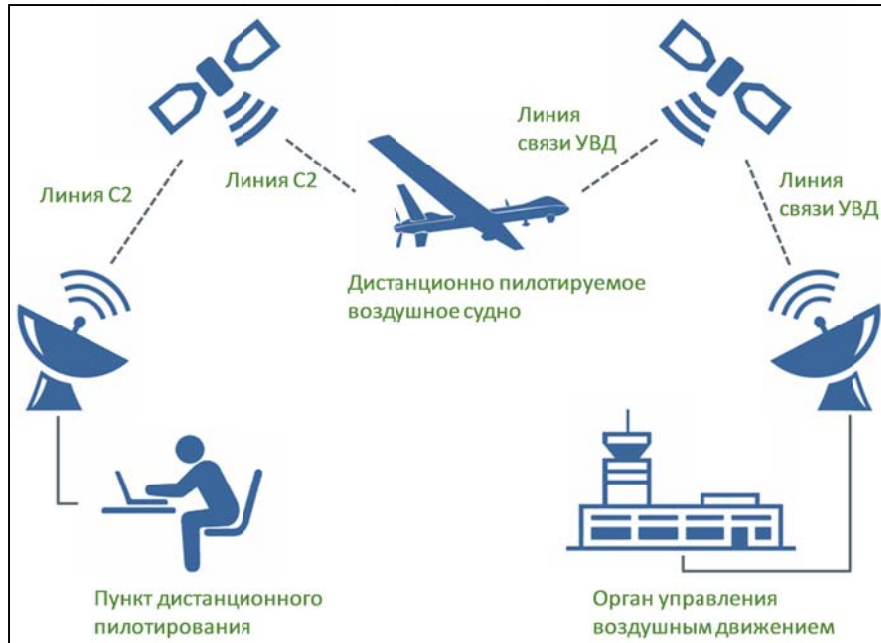 Линия
связи УВД
Линия С2
Линия С2
Линия
связи УВД
Дистанционно пилотируемое
воздушное судно
Пункт дистанционного
пилотирования
Орган управления
воздушным движением